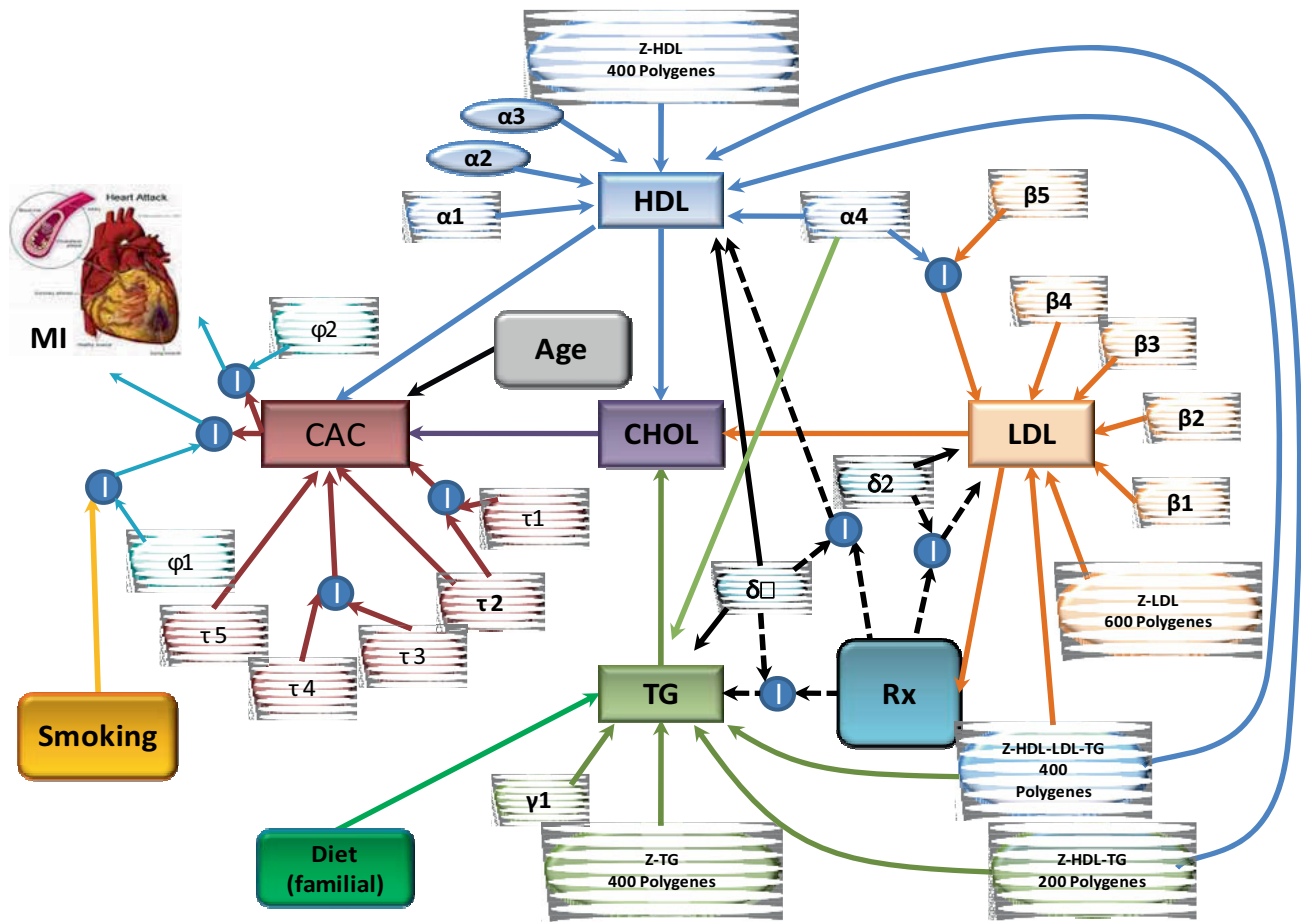 Z-HDL
400 Polygenes
α3
α2
α1
HDL
α4
β5
I
β4
β3
β2
β1
Heart Attack
MI
φ2
I
I
Age
CAC
CHOL
LDL
I
φ1
τ1
I
τ2
τ3
I
τ4
τ5
δ2
I
I
δ□
Z-LDL
600 Polygenes
Smoking
TG
I
Rx
Z-HDL-LDL-TG
400
Polygenes
γ1
Diet
(familial)
Z-TG
400 Polygenes
Z-HDL-TG
200 Polygenes